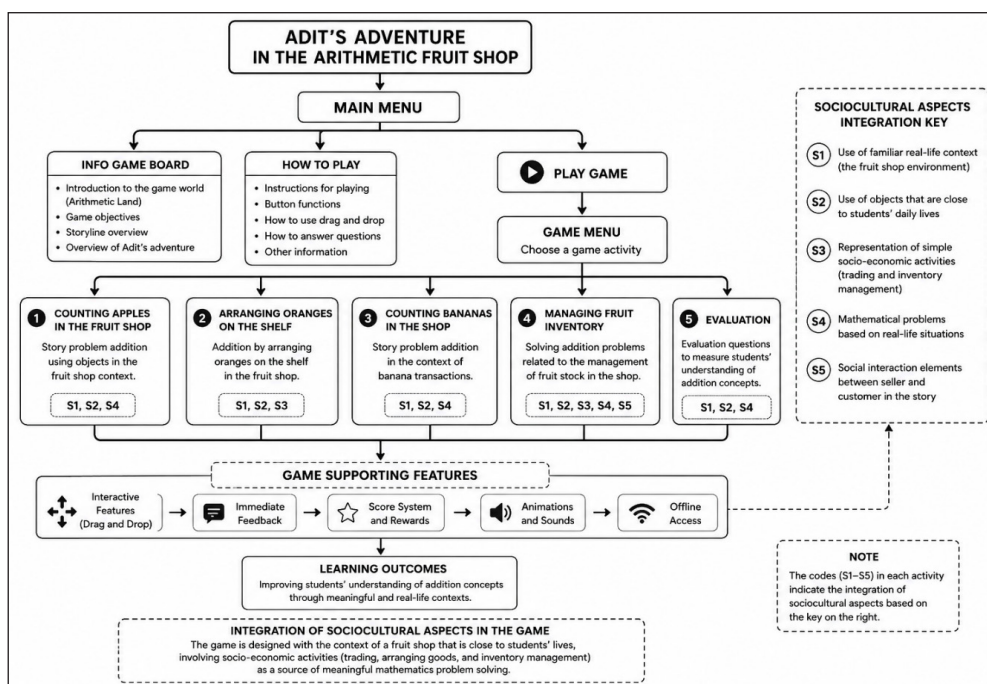 ADIT'S ADVENTURE
IN THE ARITHMETIC FRUIT SHOP
MAIN MENU
INFO GAME BOARD
• Introduction to the game world
(Arithmetic Land)
• Game objectives
• Storyline overview
• Overview of Adit's adventure
HOW TO PLAY
• Instructions for playing
• Button functions
• How to use drag and drop
• How to answer questions
• Other information
PLAY GAME
GAME MENU
Choose a game activity
1 COUNTING APPLES
IN THE FRUIT SHOP
Story problem addition
using objects in the
fruit shop context.
S1, S2, S4
2 ARRANGING ORANGES
ON THE SHELF
Addition by arranging
oranges on the shelf
in the fruit shop.
S1, S2, S3
3 COUNTING BANANAS
IN THE SHOP
Story problem addition
in the context of
banana transactions.
S1, S2, S4
4 MANAGING FRUIT
INVENTORY
Solving addition problems
related to the management
of fruit stock in the shop.
S1, S2, S3, S4, S5
5 EVALUATION
Evaluation questions
to measure students'
understanding of
addition concepts.
S1, S2, S4
GAME SUPPORTING FEATURES
Interactive
Features
(Drag and Drop)
Immediate
Feedback
Score System
and Rewards
Animations
and Sounds
Offline
Access
LEARNING OUTCOMES
Improving students' understanding of addition concepts
through meaningful and real-life contexts.
INTEGRATION OF SOCIOCULTURAL ASPECTS IN THE GAME
The game is designed with the context of a fruit shop that is close to students' lives,
involving socio-economic activities (trading, arranging goods, and inventory management)
as a source of meaningful mathematics problem solving.
SOCIOCULTURAL ASPECTS
INTEGRATION KEY
S1 Use of familiar real-life context
(the fruit shop environment)
S2 Use of objects that are close
to students' daily lives
S3 Representation of simple
socio-economic activities
(trading and inventory
management)
S4 Mathematical problems
based on real-life situations
S5 Social interaction elements
between seller and
customer in the story
NOTE
The codes (S1–S5) in each activity
indicate the integration of
sociocultural aspects based on
the key on the right.